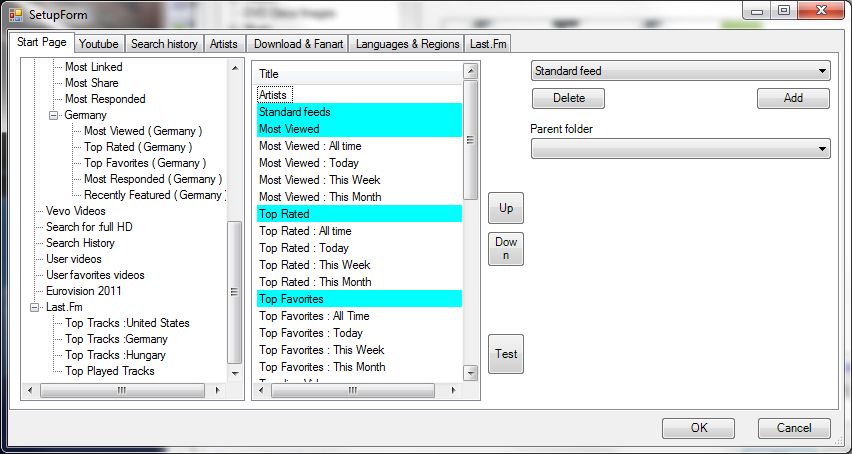 SetupForm
Start Page
Youtube
Search history
Artists
Download & Fanart
Languages & Regions
Last.Fm
Most Linked
Most Share
Most Responded
Germany
Most Viewed ( Germany )
Top Rated ( Germany )
Top Favorites ( Germany )
Most Responded ( Germany )
Recently Featured ( Germany )
Vevo Videos
Search for :full HD
Search History
User videos
User favorites videos
Eurovision 2011
Last.Fm
Top Tracks :United States
Top Tracks :Germany
Top Tracks :Hungary
Top Played Tracks
Title
Artists
Standard feeds
Most Viewed
Most Viewed : All time
Most Viewed : Today
Most Viewed : This Week
Most Viewed : This Month
Top Rated
Top Rated : All time
Top Rated : Today
Top Rated : This Week
Top Rated : This Month
Top Favorites
Top Favorites : All Time
Top Favorites : Today
Top Favorites : This Week
Top Favorites : This Month
Up
Dow
n
Test
Standard feed
Delete
Add
Parent folder
OK
Cancel